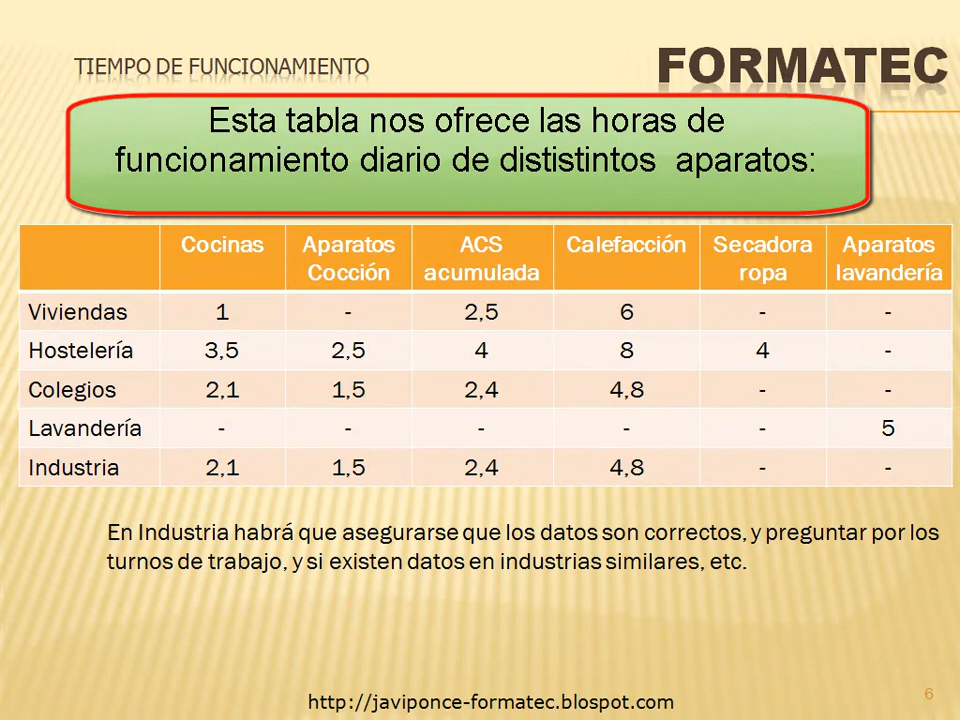 TIEMPO DE FUNCIONAMIENTO
FORMATEC
Esta tabla nos ofrece las horas de
funcionamiento diario de dististintos aparatos:
Cocinas Aparatos Cocción ACS acumulada Calefacción Secadora ropa Aparatos lavandería
Viviendas 1 - 2,5 6 - -
Hostelería 3,5 2,5 4 8 4 -
Colegios 2,1 1,5 2,4 4,8 - -
Lavandería - - - - - 5
Industria 2,1 1,5 2,4 4,8 - -
En Industria habrá que asegurarse que los datos son correctos, y preguntar por los
turnos de trabajo, y si existen datos en industrias similares, etc.
http://javiponce-formatec.blospot.com
6